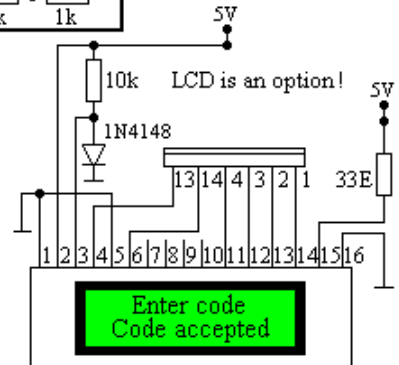 k 1k
5V
10k LCD is an option!
5V
1N4148
13 14 4 3 2 1 33E
1 2 3 4 5 6 7 8 9 10 11 12 13 14 15 16
Enter code
Code accepted